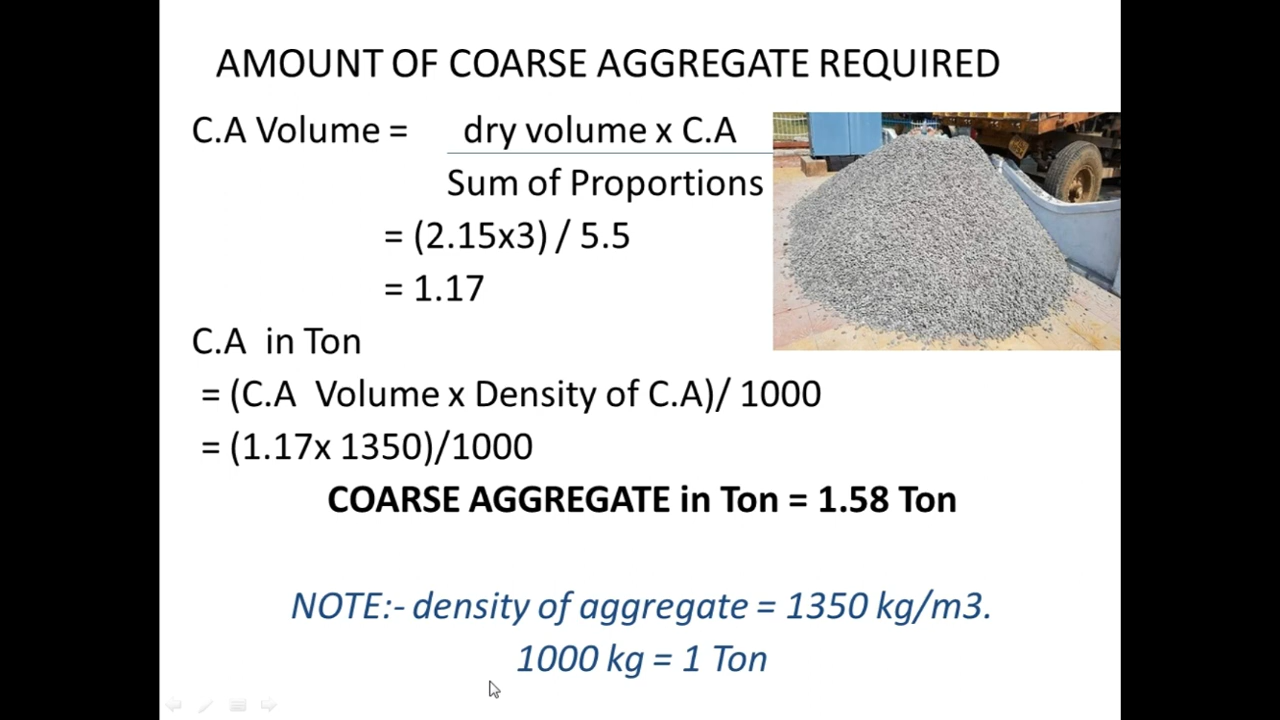 AMOUNT OF COARSE AGGREGATE REQUIRED
C.A Volume = dry volume x C.A
Sum of Proportions
= (2.15x3) / 5.5
= 1.17
C.A in Ton
= (C.A Volume x Density of C.A)/ 1000
= (1.17x 1350)/1000
COARSE AGGREGATE in Ton = 1.58 Ton
NOTE:- density of aggregate = 1350 kg/m3.
1000 kg = 1 Ton